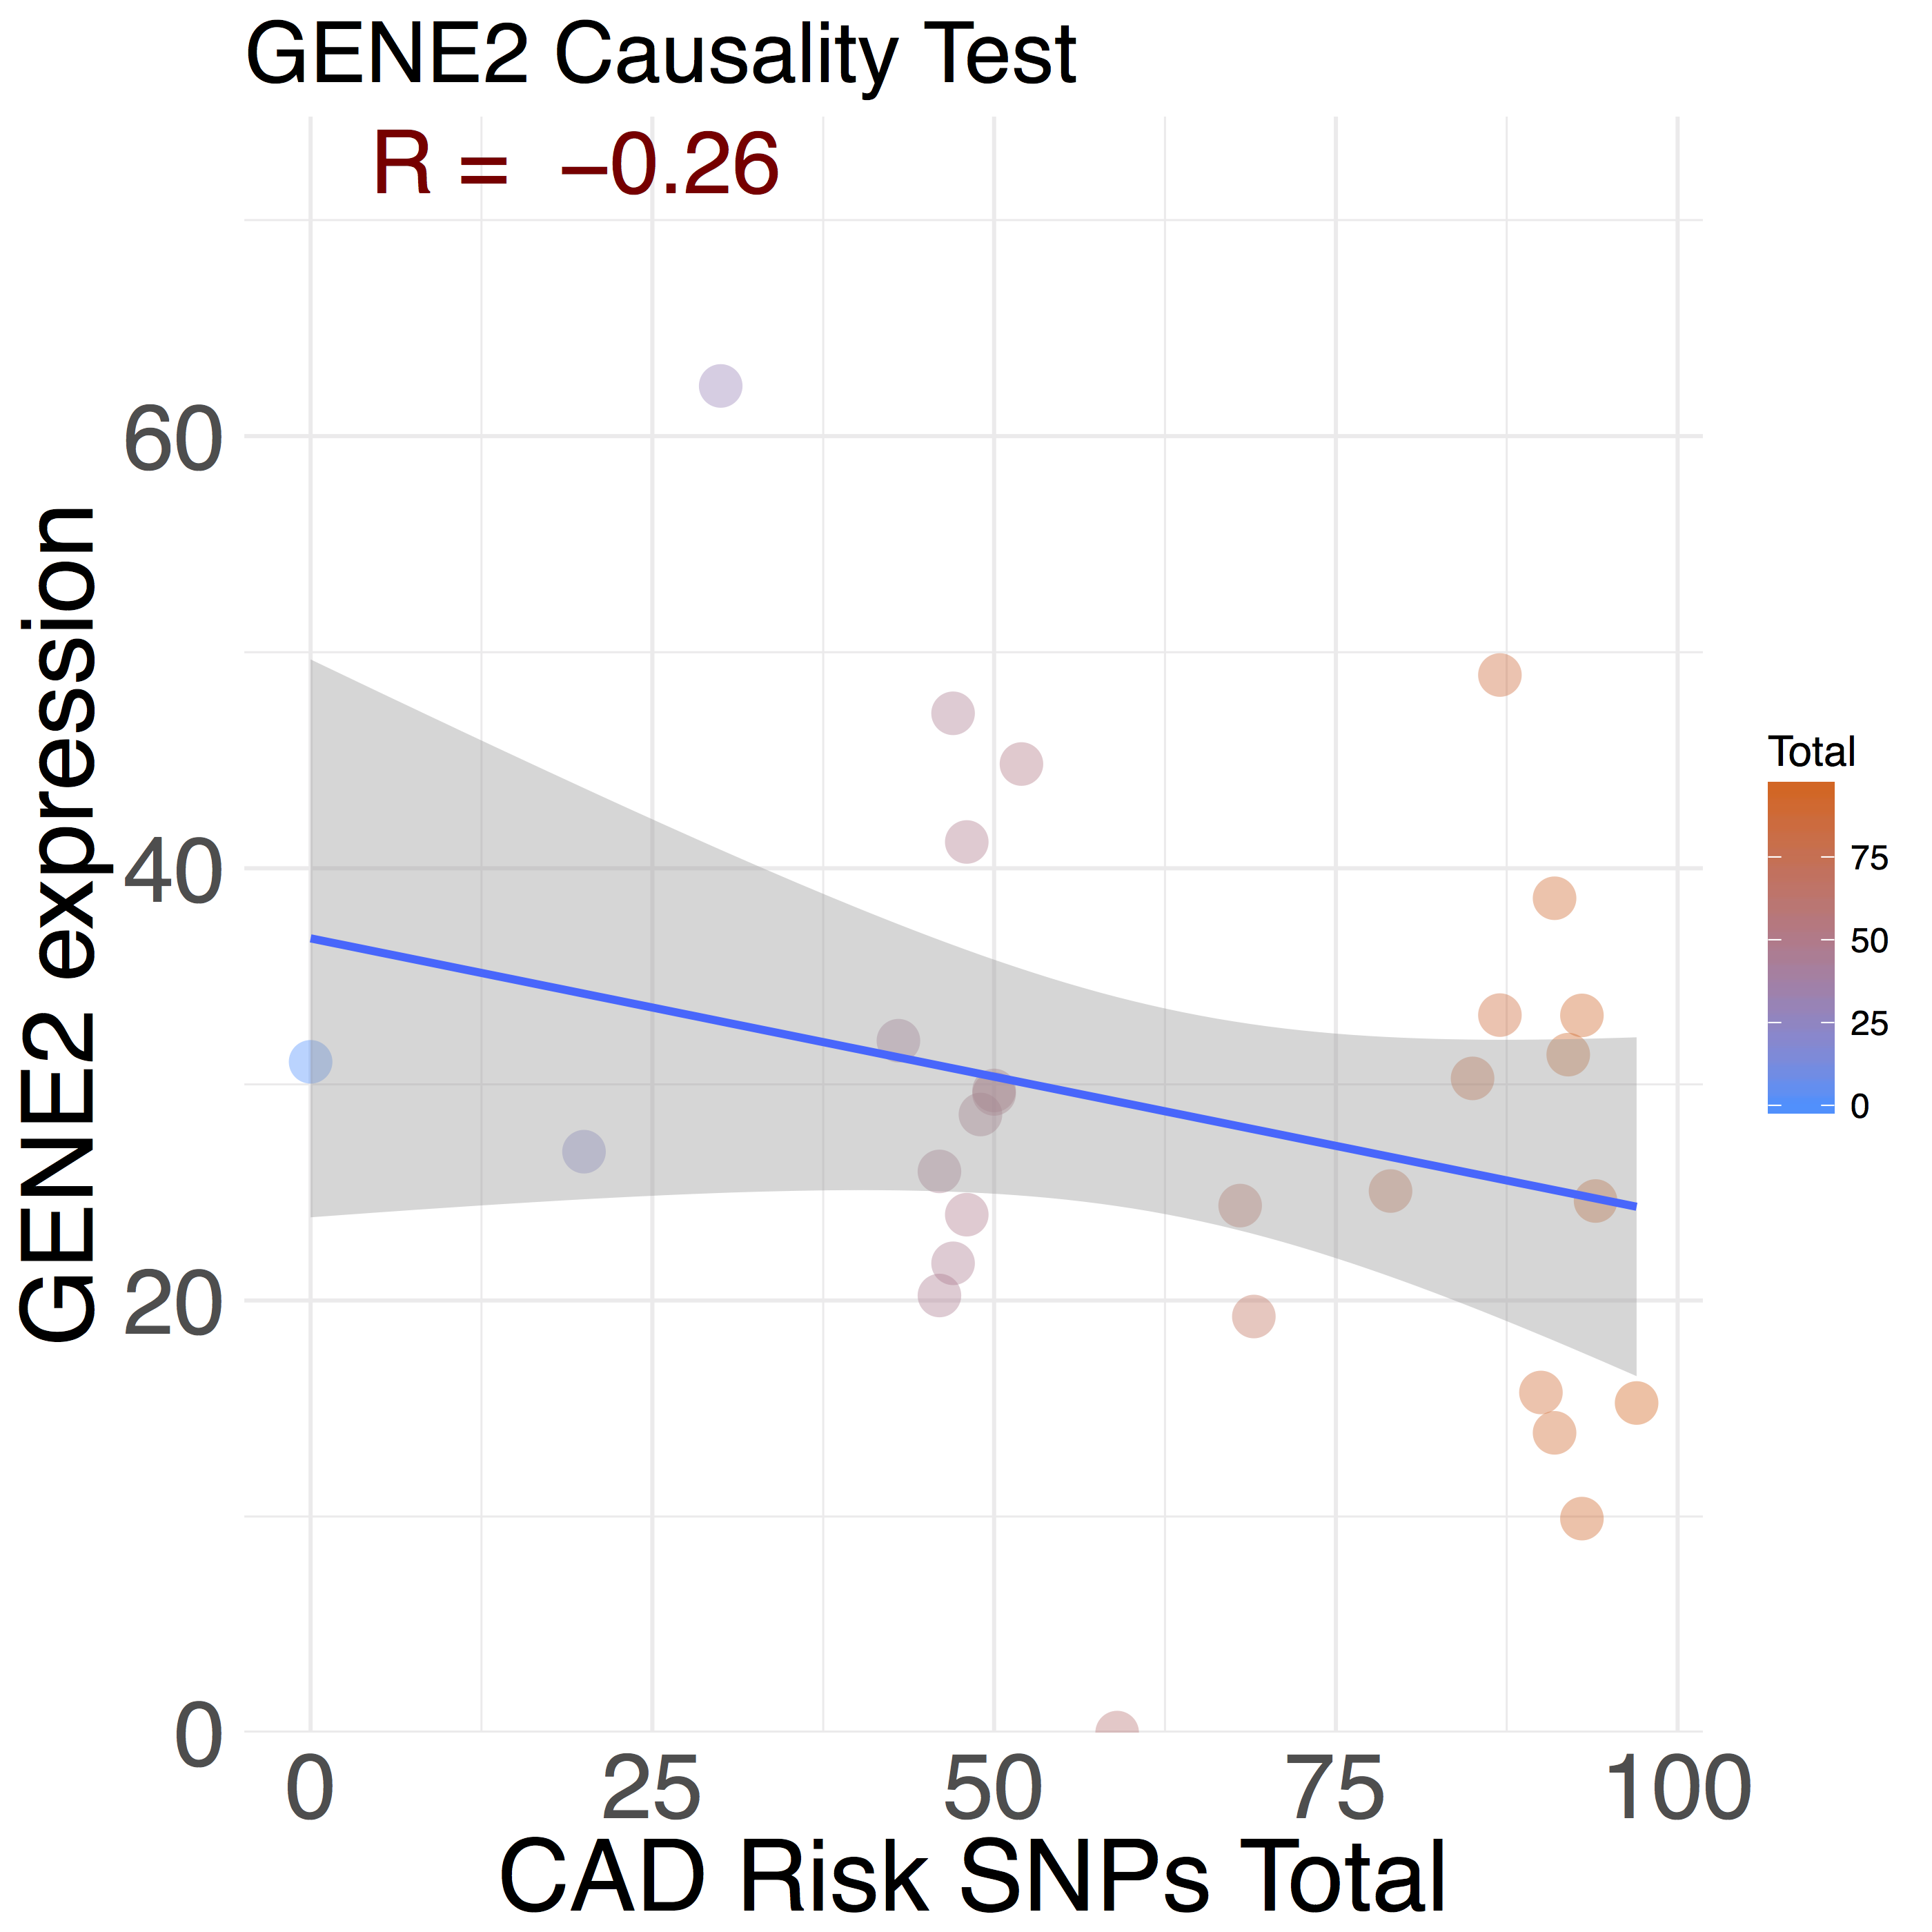 GENE2 Causality Test
R = −0.26
GENE2 expression
60
40
20
0
0 25 50 75 100
CAD Risk SNPs Total
Total
75
50
25
0